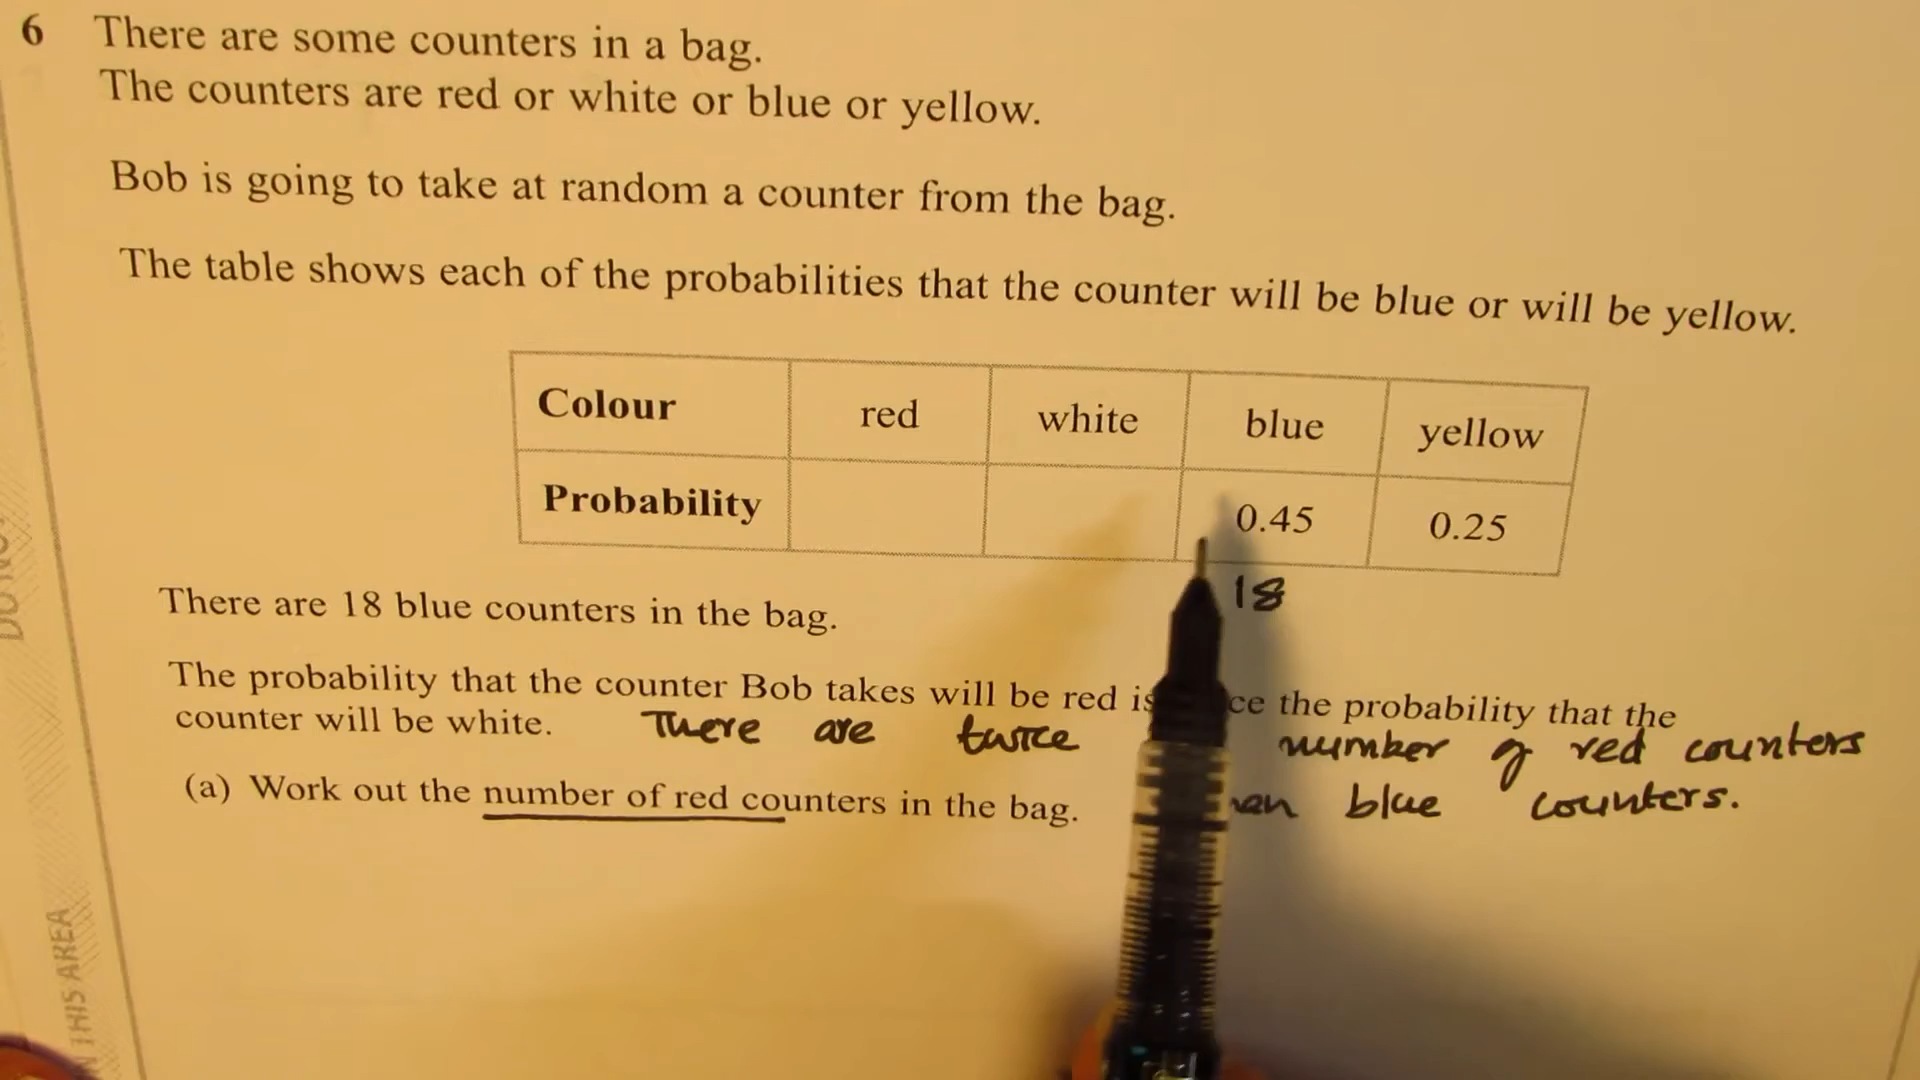 6 There are some counters in a bag.
The counters are red or white or blue or yellow.
Bob is going to take at random a counter from the bag.
The table shows each of the probabilities that the counter will be blue or will be yellow.
Colour red white blue yellow
Probability 0.45 0.25
18
There are 18 blue counters in the bag.
The probability that the counter Bob takes will be red is the probability that the
counter will be white. There are twice number of red counters
(a) Work out the number of red counters in the bag. blue counters.
THIS AREA